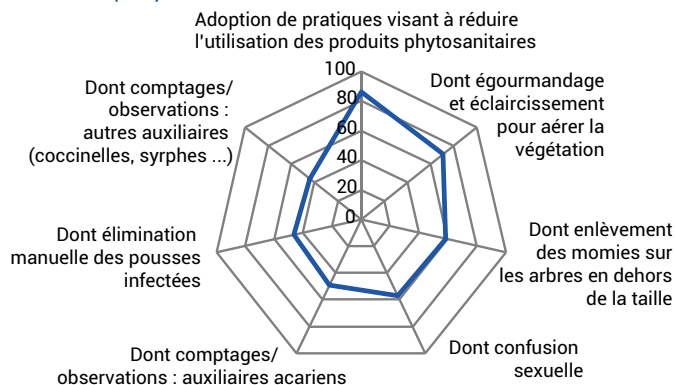 Adoption de pratiques visant à réduire
l'utilisation des produits phytosanitaires
100
80
60
40
20
0
Dont égourmandage
et éclaircissement
pour aérer la
végétation
Dont enlèvement
des momies sur
les arbres en dehors
de la taille
Dont confusion
sexuelle
Dont comptages/
observations : auxiliaires acariens
Dont élimination
manuelle des pousses
infectées
Dont comptages/
observations :
autres auxiliaires
(coccinelles, syrphes ...)